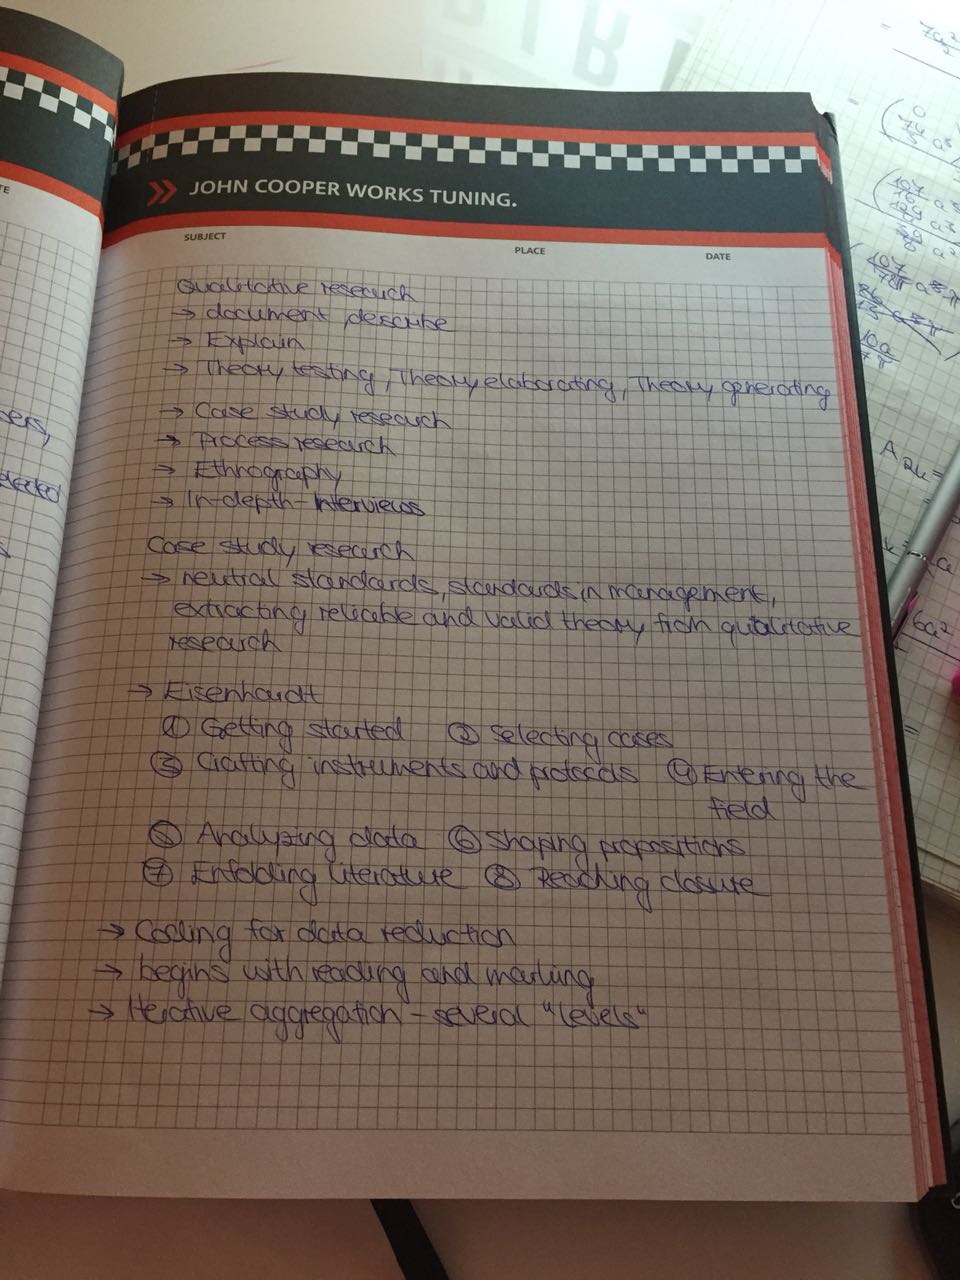 JOHN COOPER WORKS TUNING.
SUBJECT
PLACE
DATE
Qualitative research
→ document, describe
→ Explain
→ Theory testing, Theory elaborating, Theory generating
→ Case study research
→ Process research
→ Ethnography
→ In-depth-Interviews
Case study research
→ neutral standards, standards in management,
extracting reliable and valid theory from qualitative
research
→ Eisenhardt
① Getting started ② Selecting cases
③ Crafting instruments and protocols ④ Entering the
field
⑤ Analyzing data ⑥ Shaping propositions
⑦ Enfolding literature ⑧ Reaching closure
→ Coding for data reduction
→ begins with reading and marking
→ Iterative aggregation - several "levels"